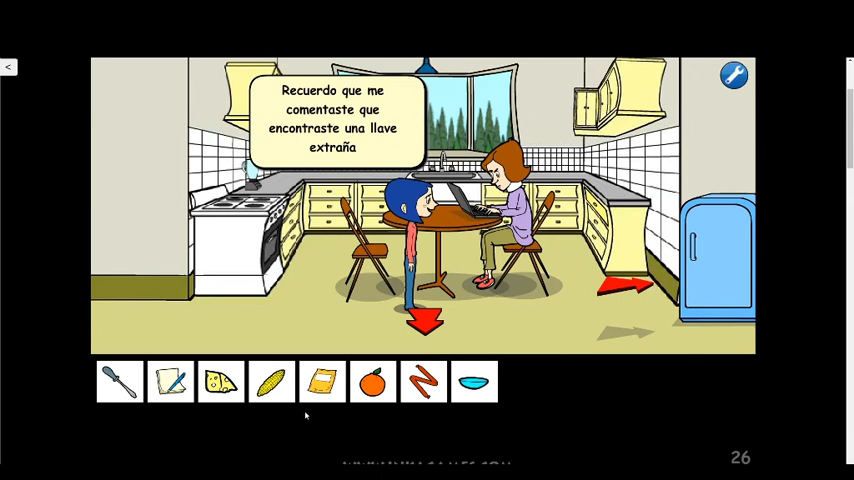 <
Recuerdo que me
comentaste que
encontraste una llave
extraña
26